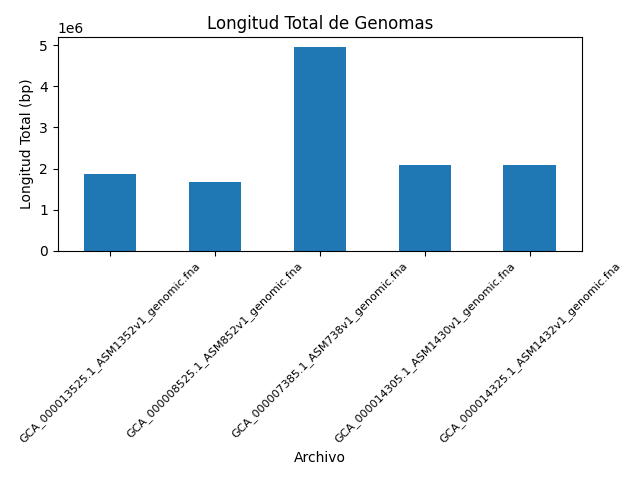 Longitud Total de Genomas
1e6
5
4
3
2
1
0
Longitud Total (bp)
GCA_000013525.1_ASM1352v1_genomic.fna
GCA_000008525.1_ASM852v1_genomic.fna
GCA_000007385.1_ASM738v1_genomic.fna
GCA_000014305.1_ASM1430v1_genomic.fna
GCA_000014325.1_ASM1432v1_genomic.fna
Archivo